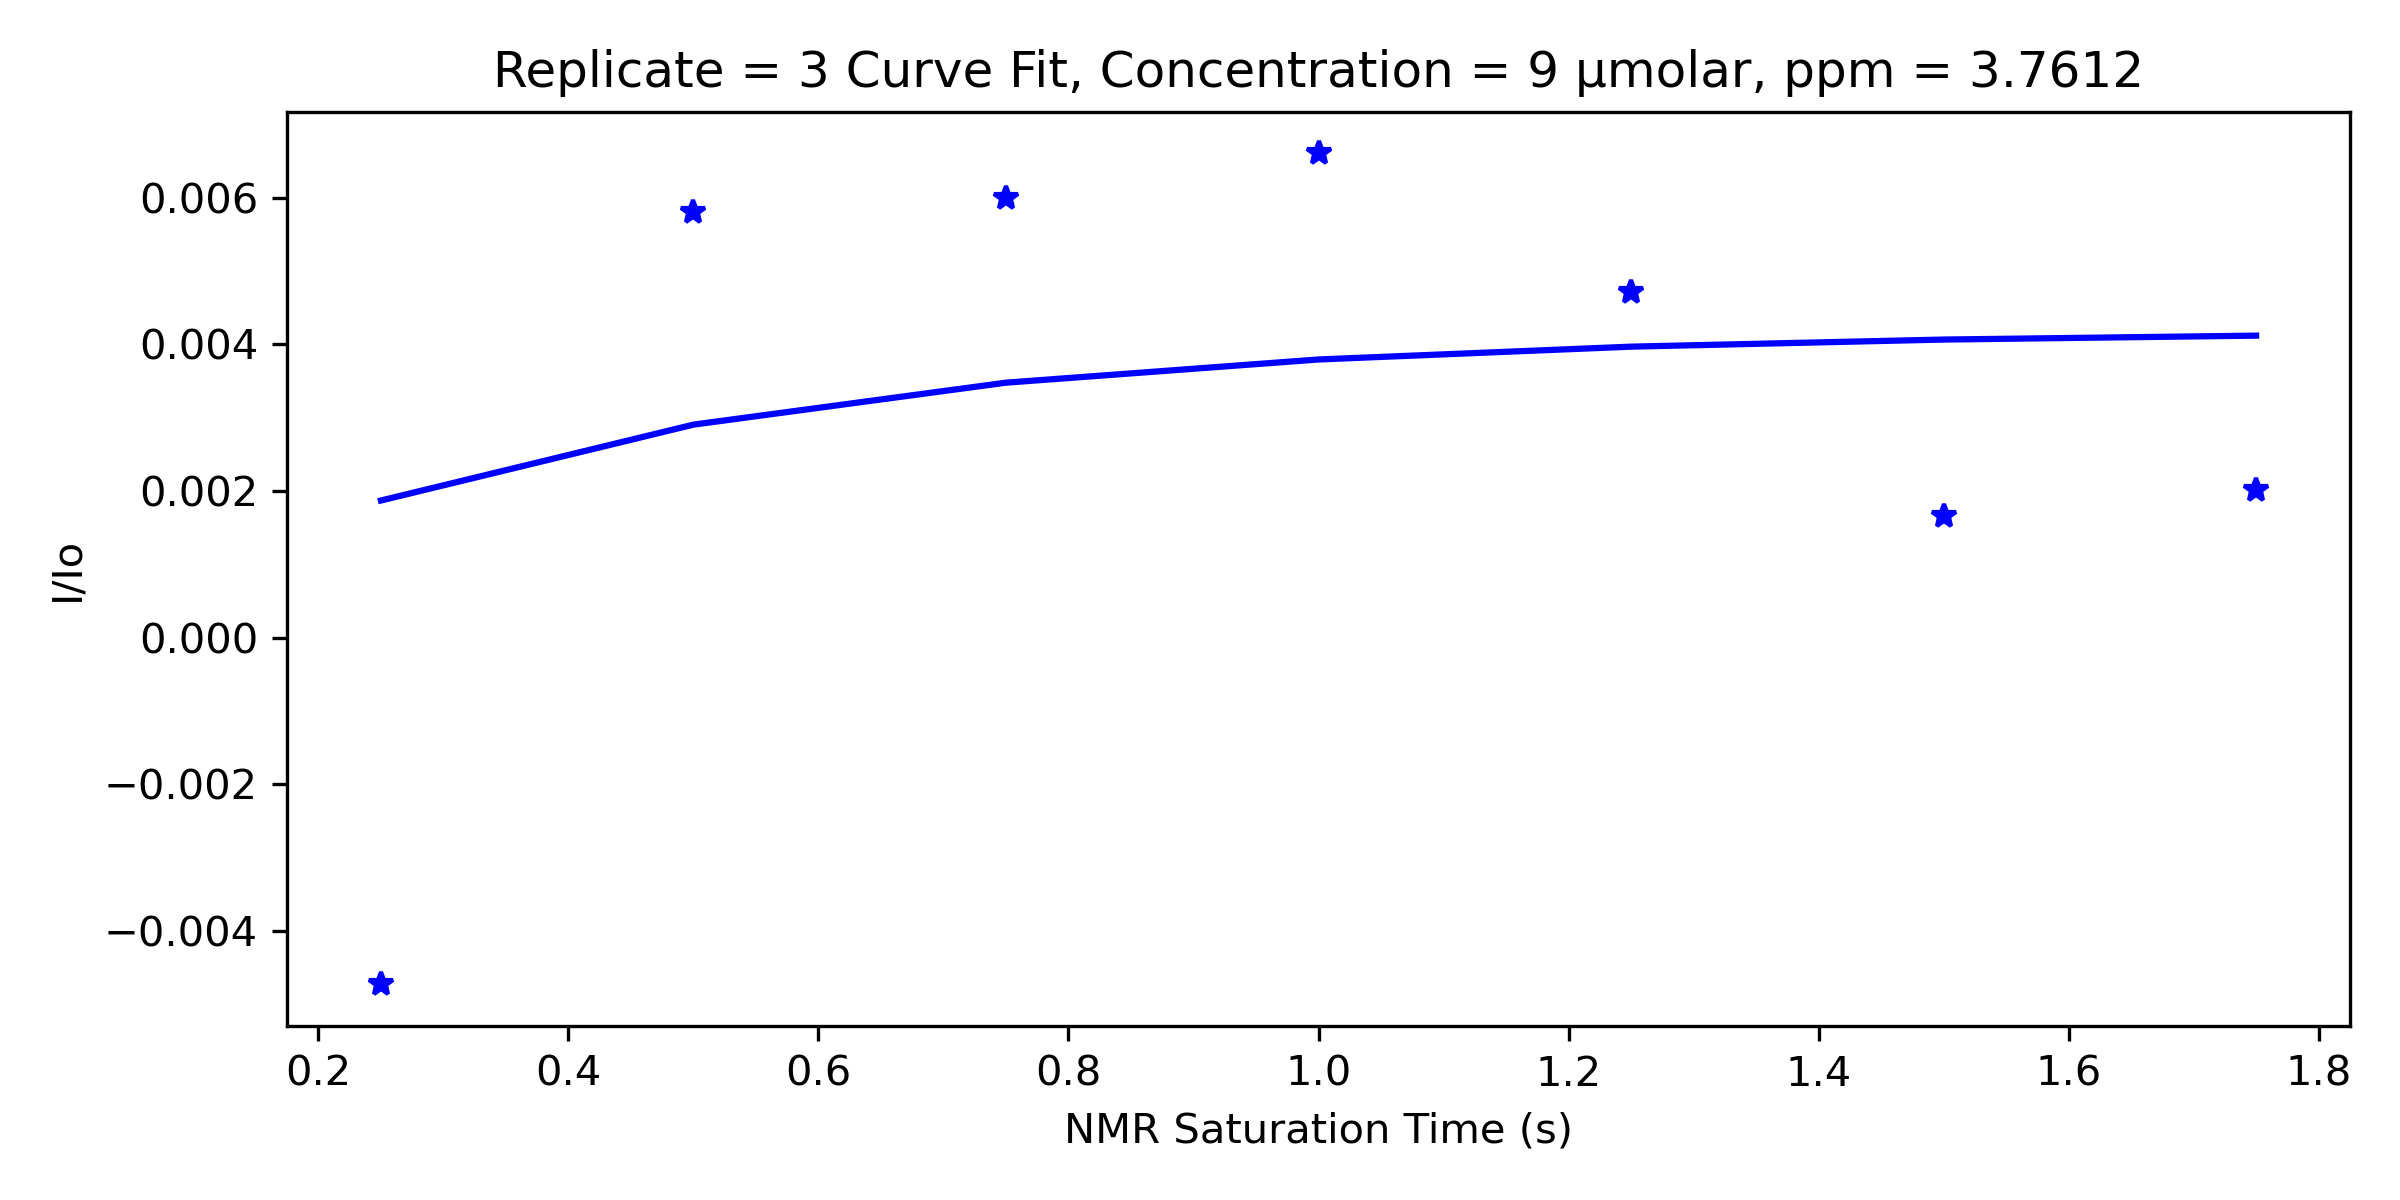 Replicate = 3 Curve Fit, Concentration = 9 µmolar, ppm = 3.7612
0.006
0.004
0.002
0.000
−0.002
−0.004
I/Io
0.2 0.4 0.6 0.8 1.0 1.2 1.4 1.6 1.8
NMR Saturation Time (s)